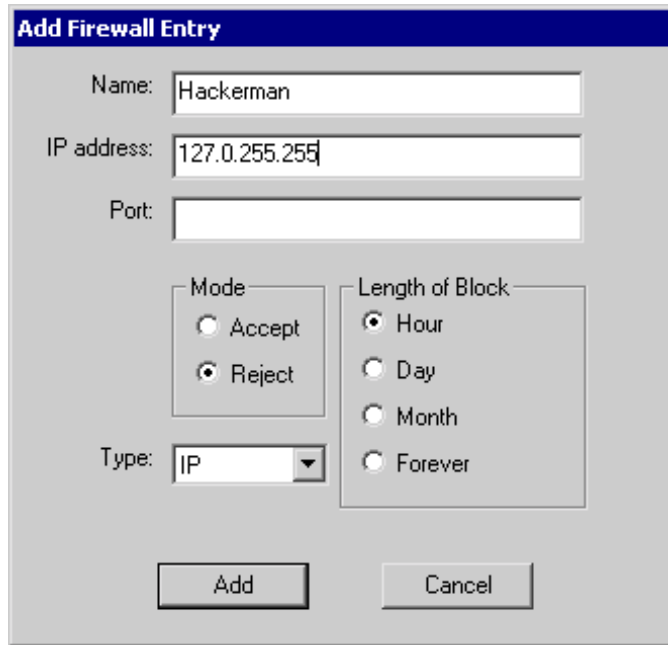 Add Firewall Entry
Name: Hackerman
IP address: 127.0.255.255
Port:
Mode
Accept
Reject
Length of Block
Hour
Day
Month
Forever
Type: IP
Add Cancel